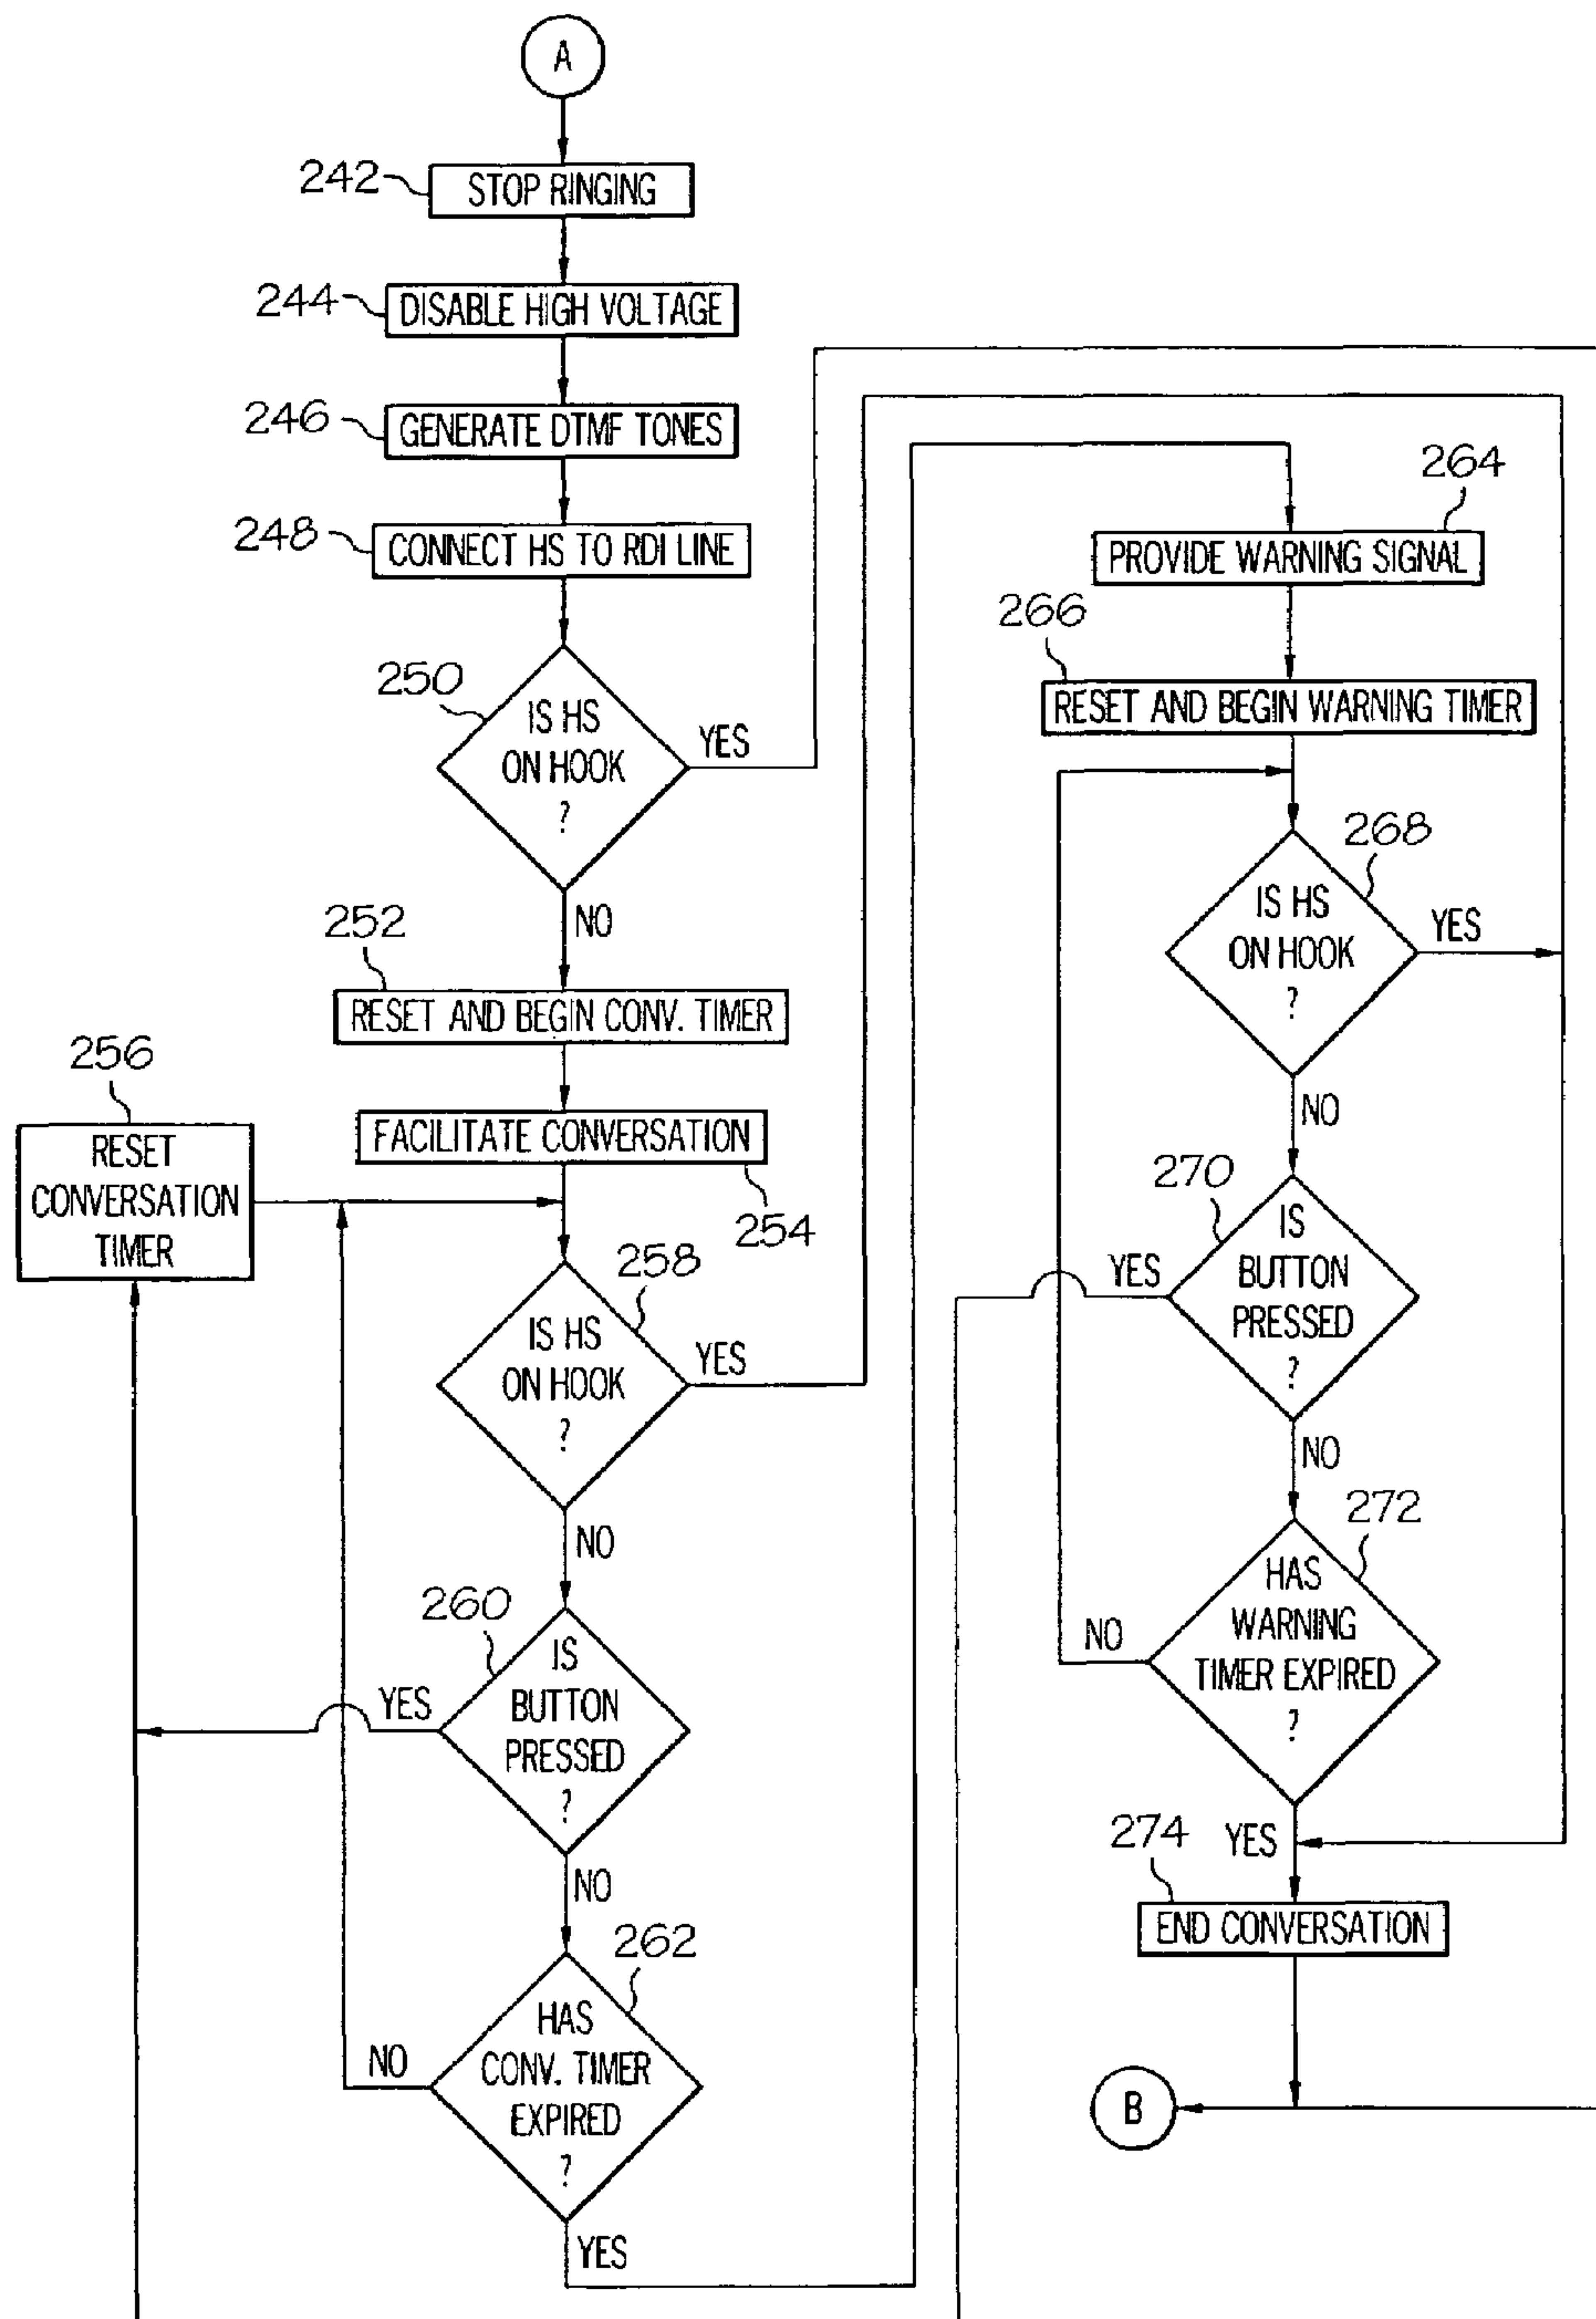 A
242
STOP RINGING
244
DISABLE HIGH VOLTAGE
246
GENERATE DTMF TONES
248
CONNECT HS TO RDI LINE
250
IS HS
ON HOOK
?
YES
NO
252
RESET AND BEGIN CONV. TIMER
256
RESET
CONVERSATION
TIMER
FACILITATE CONVERSATION
254
258
IS HS
ON HOOK
?
YES
NO
260
IS
BUTTON
PRESSED
?
YES
NO
262
HAS
CONV. TIMER
EXPIRED
?
NO
YES
264
PROVIDE WARNING SIGNAL
266
RESET AND BEGIN WARNING TIMER
268
IS HS
ON HOOK
?
YES
NO
270
IS
BUTTON
PRESSED
?
YES
NO
272
HAS
WARNING
TIMER EXPIRED
?
NO
YES
274
END CONVERSATION
B